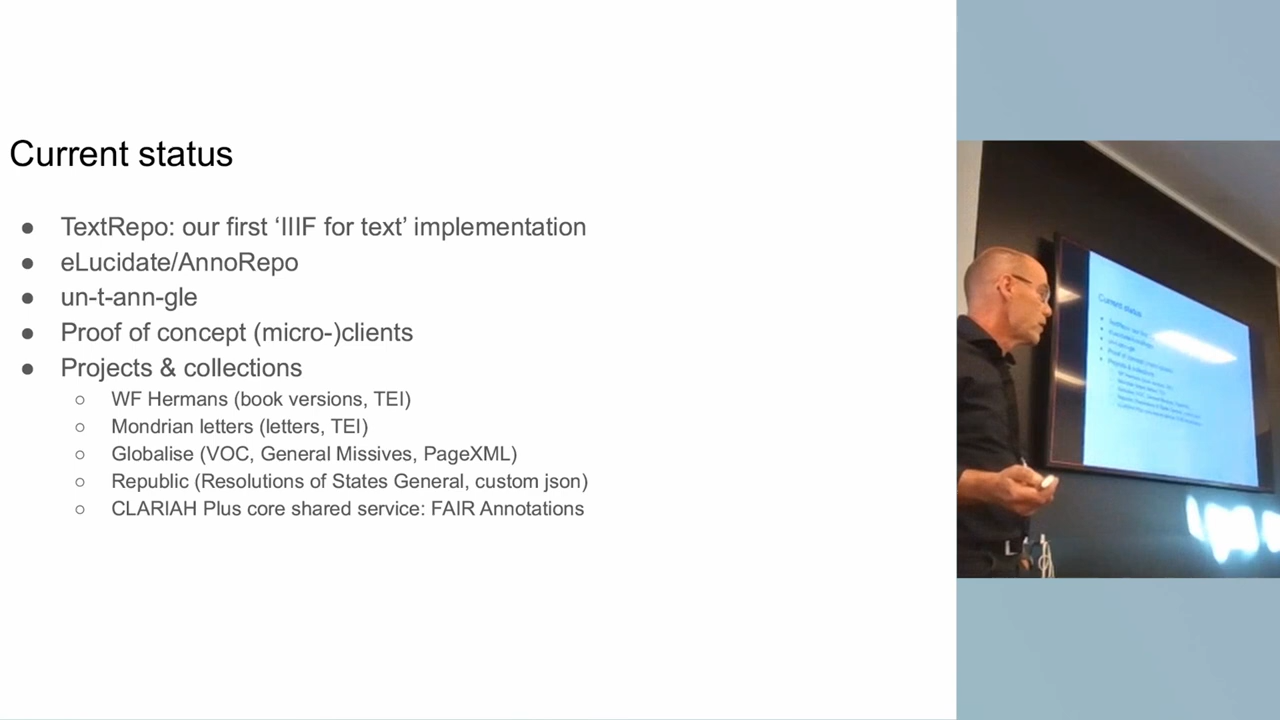 Current status
● TextRepo: our first ‘IIIF for text’ implementation
● eLucidate/AnnoRepo
● un-t-ann-gle
● Proof of concept (micro-)clients
● Projects & collections
○ WF Hermans (book versions, TEI)
○ Mondrian letters (letters, TEI)
○ Globalise (VOC, General Missives, PageXML)
○ Republic (Resolutions of States General, custom json)
○ CLARIAH Plus core shared service: FAIR Annotations
Current status